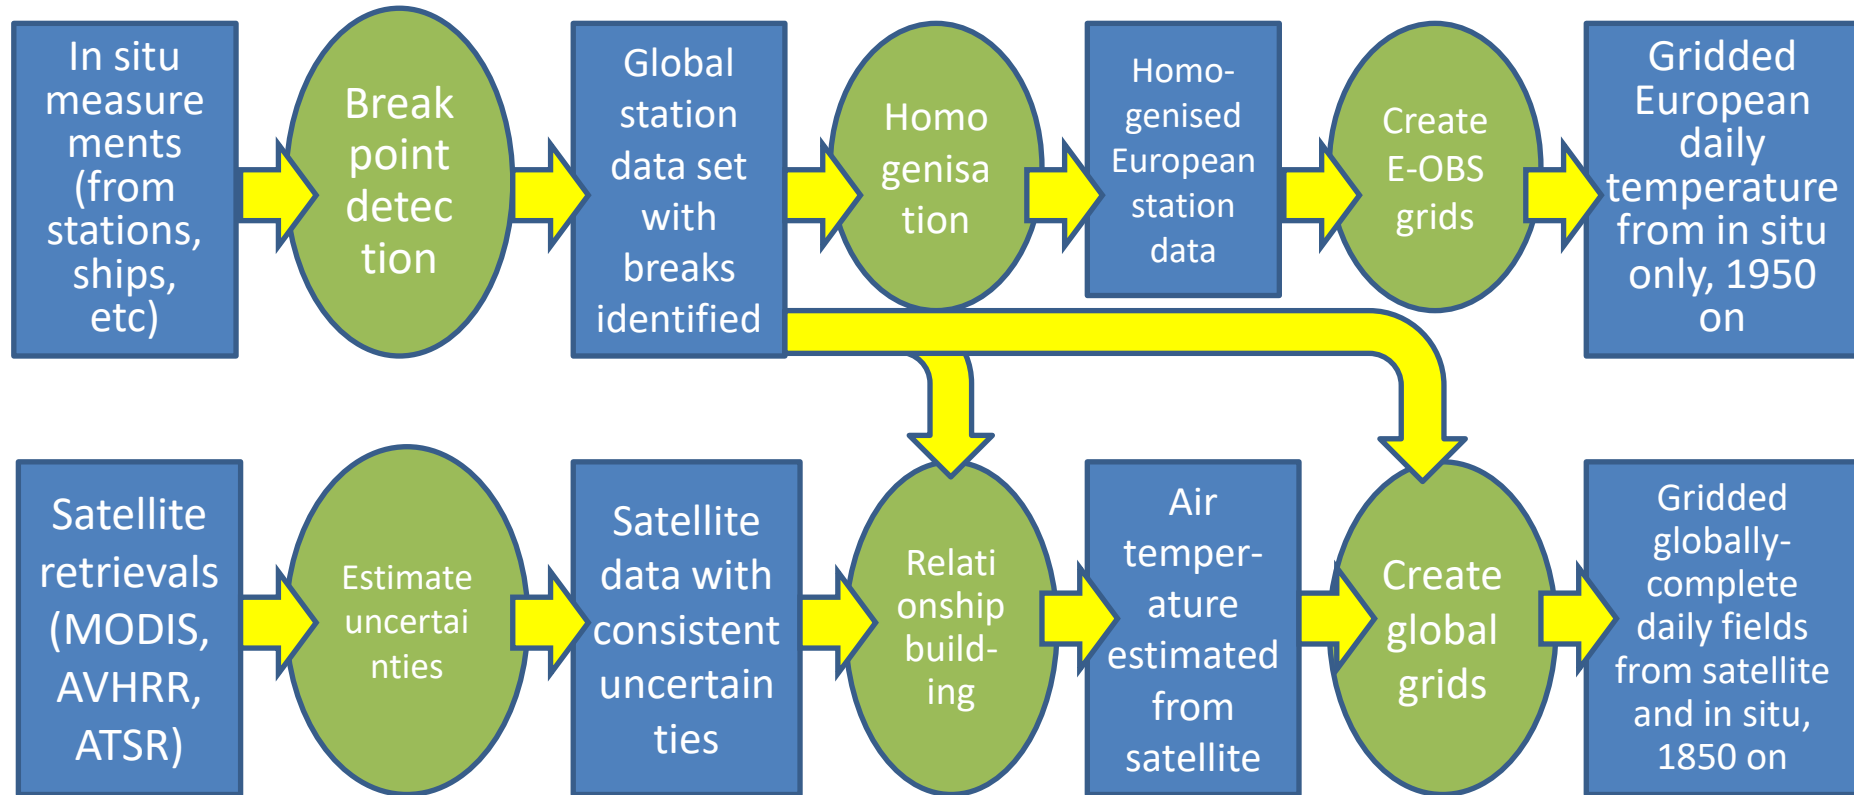 In situ
measure
ments
(from
stations,
ships,
etc)
Break
point
detec
tion
Global
station
data set
with
breaks
identified
Homo
genisa
tion
Homo-
genised
European
station
data
Create
E-OBS
grids
Gridded
European
daily
temperature
from in situ
only, 1950
on
Satellite
retrievals
(MODIS,
AVHRR,
ATSR)
Estimate
uncertai
nties
Satellite
data with
consistent
uncertain
ties
Relati
onship
build-
ing
Air
temper-
ature
estimated
from
satellite
Create
global
grids
Gridded
globally-
complete
daily fields
from satellite
and in situ,
1850 on